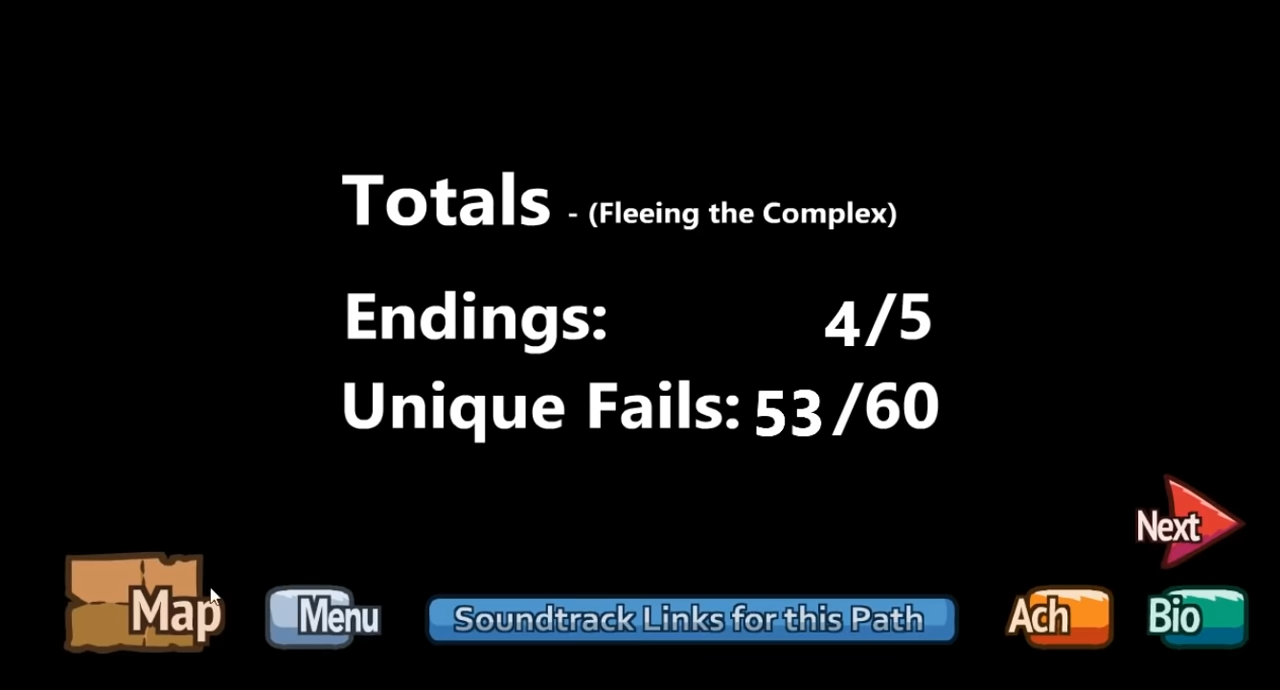 Totals - (Fleeing the Complex)
Endings: 4/5
Unique Fails: 53/60
Next
Map
Menu
Soundtrack Links for this Path
Ach
Bio